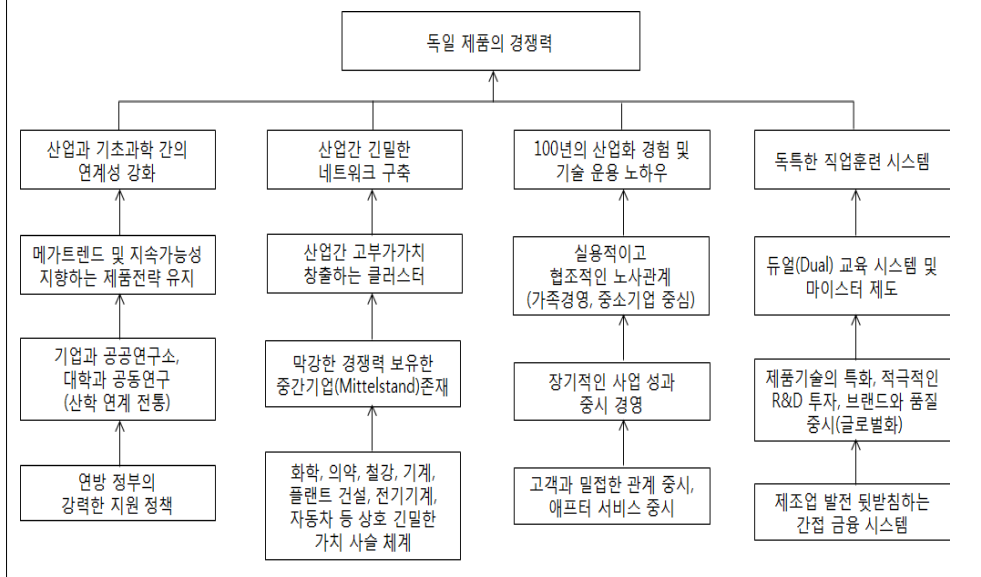 독일 제품의 경쟁력
산업과 기초과학 간의
연계성 강화
산업간 긴밀한
네트워크 구축
100년의 산업화 경험 및
기술 운용 노하우
독특한 직업훈련 시스템
메가트렌드 및 지속가능성
지향하는 제품전략 유지
산업간 고부가가치
창출하는 클러스터
실용적이고
협조적인 노사관계
(가족경영, 중소기업 중심)
듀얼(Dual) 교육 시스템 및
마이스터 제도
기업과 공공연구소,
대학과 공동연구
(산학 연계 전통)
막강한 경쟁력 보유한
중간기업(Mittelstand)존재
장기적인 사업 성과
중시 경영
제품기술의 특화, 적극적인
R&D 투자, 브랜드와 품질
중시(글로벌화)
연방 정부의
강력한 지원 정책
화학, 의약, 철강, 기계,
플랜트 건설, 전기기계,
자동차 등 상호 긴밀한
가치 사슬 체계
고객과 밀접한 관계 중시,
애프터 서비스 중시
제조업 발전 뒷받침하는
간접 금융 시스템